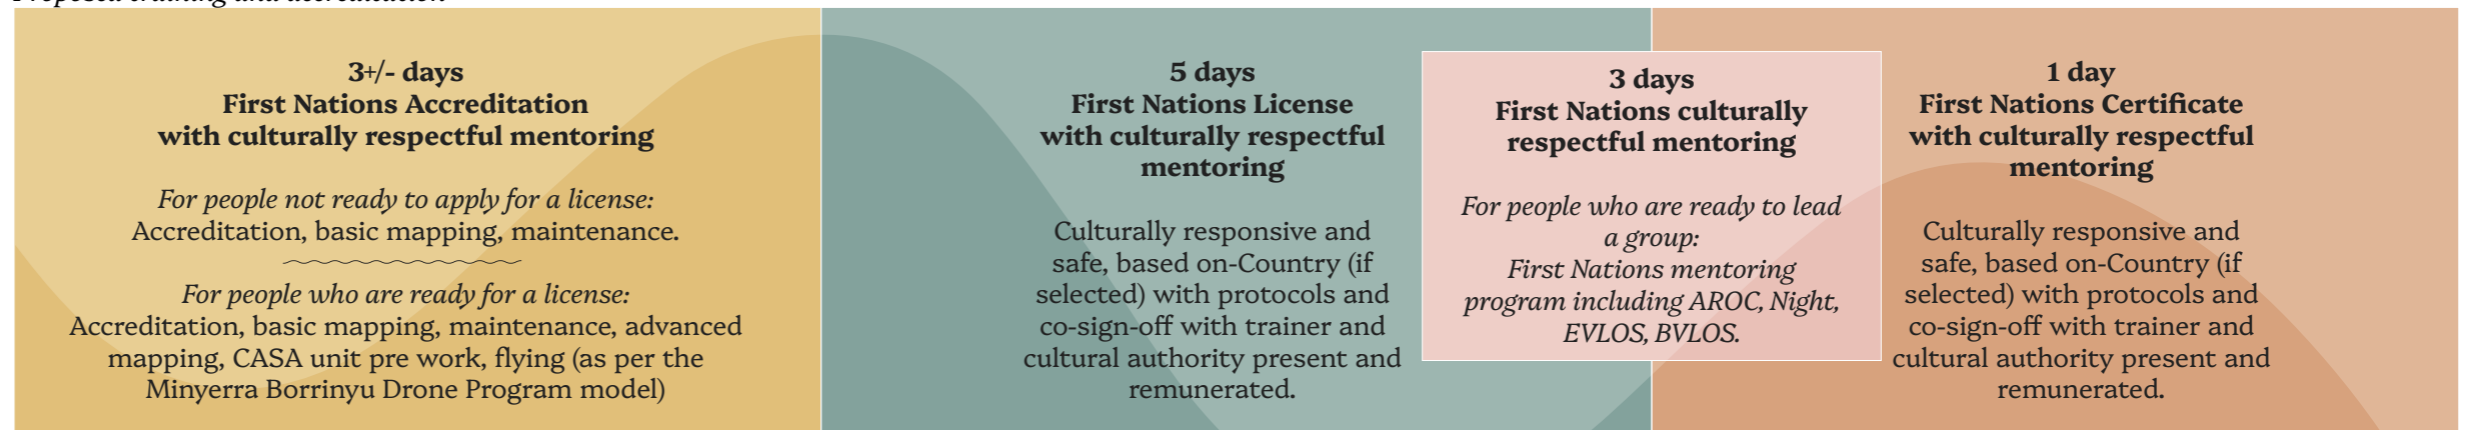 Proposed training and accreditation
3+/- days
First Nations Accreditation
with culturally respectful mentoring
For people not ready to apply for a license:
Accreditation, basic mapping, maintenance.
For people who are ready for a license:
Accreditation, basic mapping, maintenance, advanced
mapping, CASA unit pre work, flying (as per the
Minyerra Borrinyu Drone Program model)
5 days
First Nations License
with culturally respectful
mentoring
Culturally responsive and
safe, based on-Country (if
selected) with protocols and
co-sign-off with trainer and
cultural authority present and
remunerated.
3 days
First Nations culturally
respectful mentoring
For people who are ready to lead
a group:
First Nations mentoring
program including AROC, Night,
EVLOS, BVLOS.
1 day
First Nations Certificate
with culturally respectful
mentoring
Culturally responsive and
safe, based on-Country (if
selected) with protocols and
co-sign-off with trainer and
cultural authority present and
remunerated.